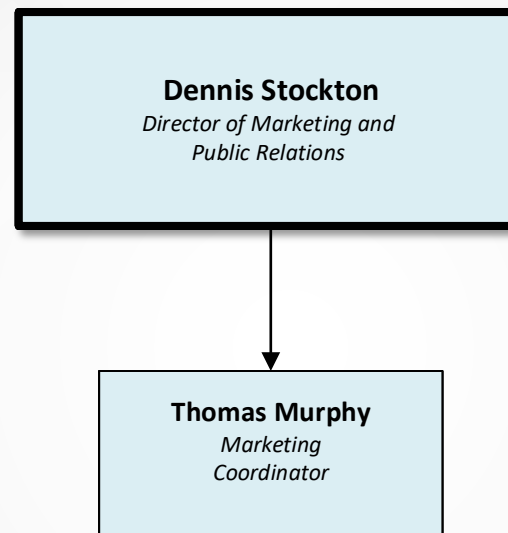 Dennis Stockton
Director of Marketing and
Public Relations
Thomas Murphy
Marketing
Coordinator